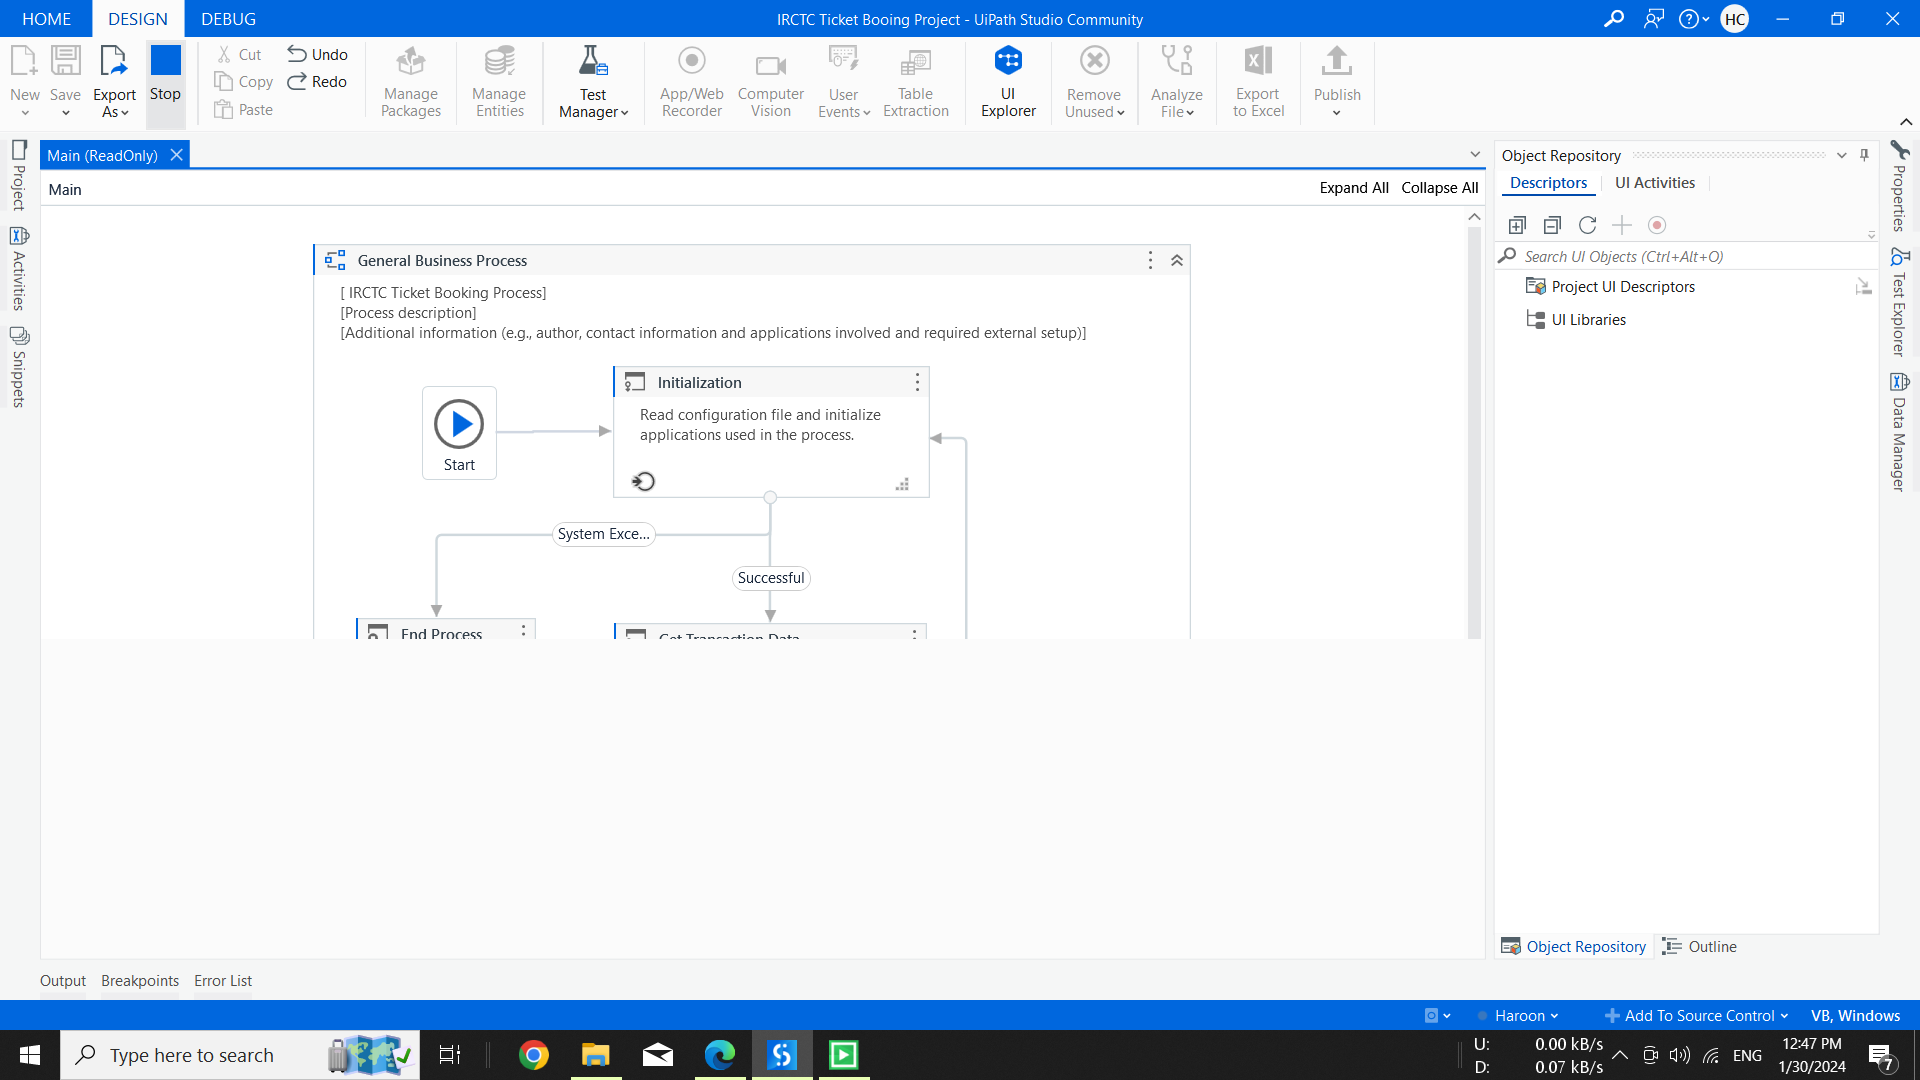 HOME DESIGN DEBUG
IRCTC Ticket Booing Project - UiPath Studio Community
HC
New
Save
Export
As
Stop
Cut
Copy
Paste
Undo
Redo
Manage
Packages
Manage
Entities
Test
Manager
App/Web
Recorder
Computer
Vision
User
Events
Table
Extraction
UI
Explorer
Remove
Unused
Analyze
File
Export
to Excel
Publish
Project
Activities
Snippets
Main (ReadOnly)
Main
Expand All Collapse All
General Business Process
[ IRCTC Ticket Booking Process]
[Process description]
[Additional information (e.g., author, contact information and applications involved and required external setup)]
Start
Initialization
Read configuration file and initialize
applications used in the process.
System Exce...
Successful
End Process
Get Transaction Data
Object Repository
Descriptors UI Activities
Search UI Objects (Ctrl+Alt+O)
Project UI Descriptors
UI Libraries
Object Repository Outline
Properties
Test Explorer
Data Manager
Output Breakpoints Error List
Haroon Add To Source Control VB, Windows
Type here to search
U: 0.00 kB/s
D: 0.07 kB/s
ENG
12:47 PM
1/30/2024
7